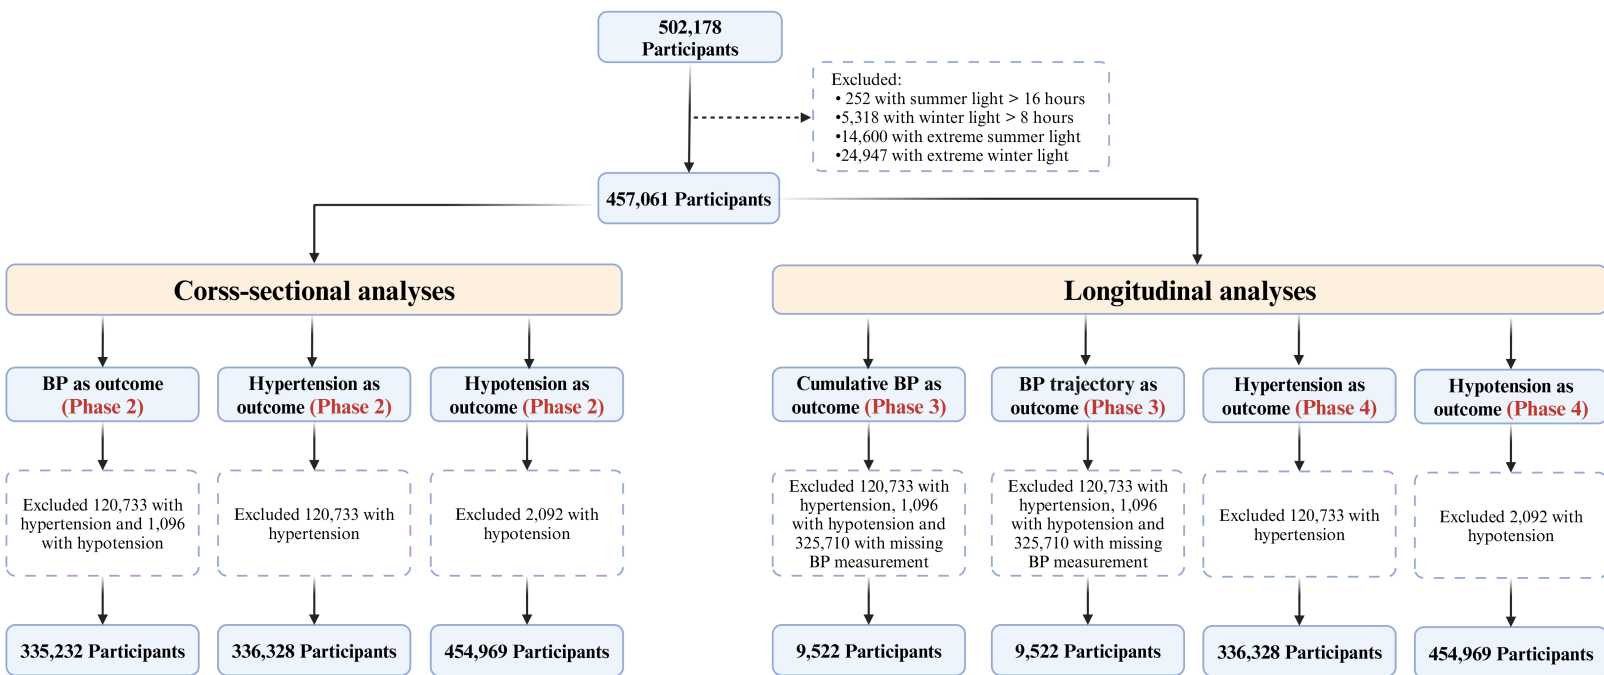 502,178
Participants
Excluded:
• 252 with summer light > 16 hours
•5,318 with winter light > 8 hours
•14,600 with extreme summer light
•24,947 with extreme winter light
457,061 Participants
Corss-sectional analyses
Longitudinal analyses
BP as outcome
(Phase 2)
Hypertension as
outcome (Phase 2)
Hypotension as
outcome (Phase 2)
Cumulative BP as
outcome (Phase 3)
BP trajectory as
outcome (Phase 3)
Hypertension as
outcome (Phase 4)
Hypotension as
outcome (Phase 4)
Excluded 120,733 with
hypertension and 1,096
with hypotension
Excluded 120,733 with
hypertension
Excluded 2,092 with
hypotension
Excluded 120,733 with
hypertension, 1,096
with hypotension and
325,710 with missing
BP measurement
Excluded 120,733 with
hypertension, 1,096
with hypotension and
325,710 with missing
BP measurement
Excluded 120,733 with
hypertension
Excluded 2,092 with
hypotension
335,232 Participants
336,328 Participants
454,969 Participants
9,522 Participants
9,522 Participants
336,328 Participants
454,969 Participants